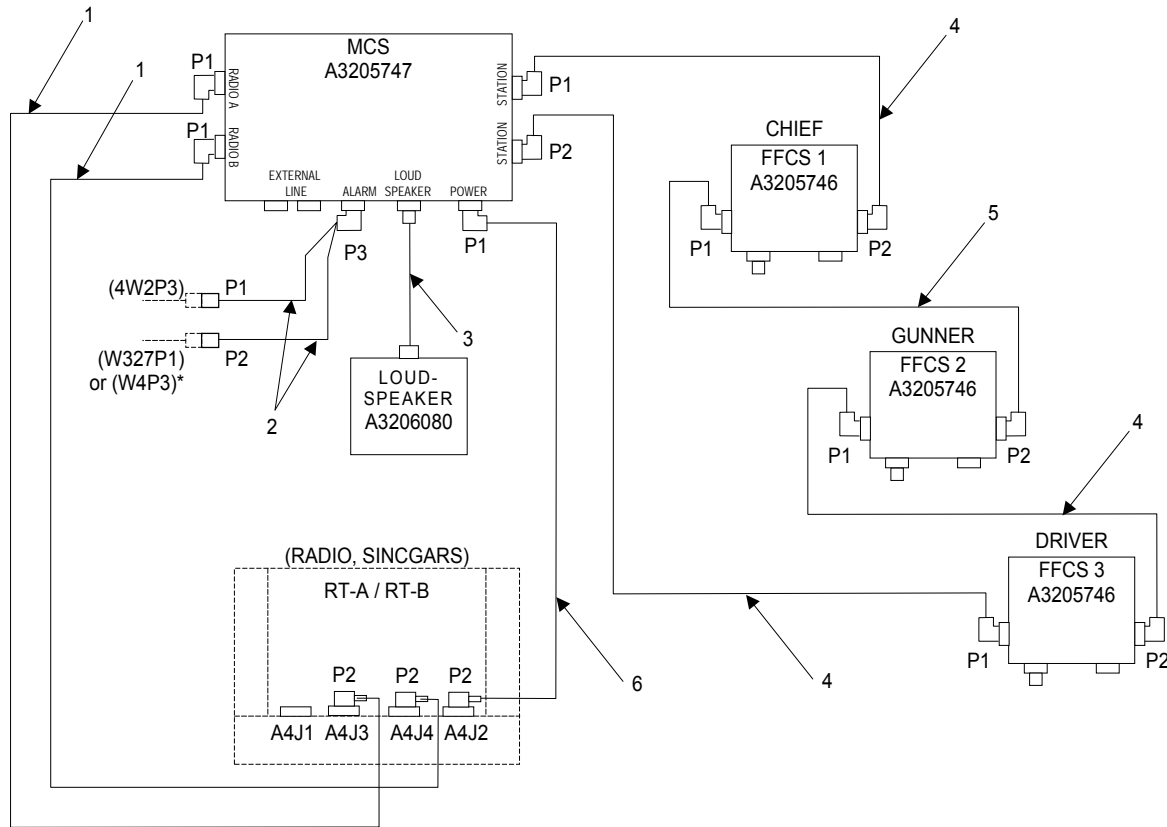 1
1
MCS
A3205747
P1
RADIO A
P1
RADIO B
STATION
P1
STATION
P2
EXTERNAL
LINE
ALARM
LOUD
SPEAKER
POWER
P3
P1
4
CHIEF
FFCS 1
A3205746
P1
P2
5
(4W2P3)
P1
(W327P1)
or (W4P3)*
P2
2
3
LOUD-
SPEAKER
A3206080
GUNNER
FFCS 2
A3205746
P1
P2
4
(RADIO, SINCGARS)
RT-A / RT-B
P2
P2
P2
A4J1
A4J3
A4J4
A4J2
6
4
DRIVER
FFCS 3
A3205746
P1
P2